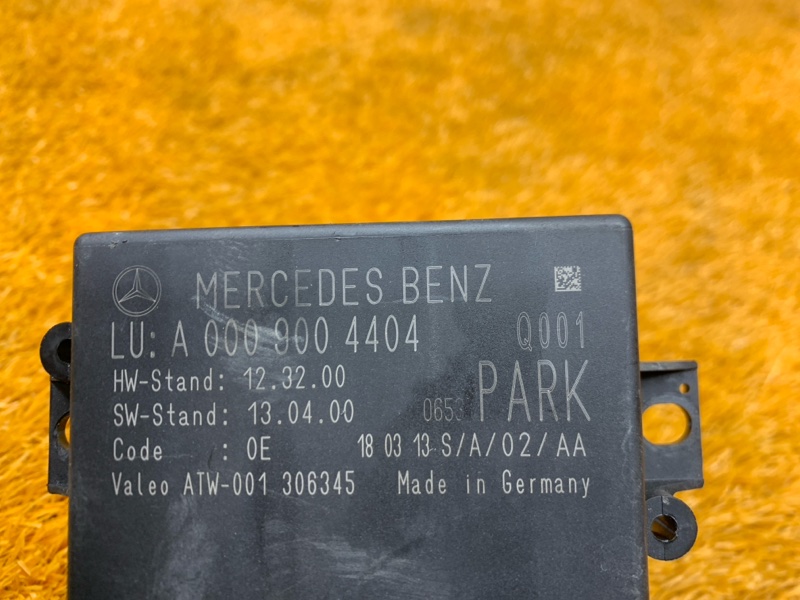 MERCEDES BENZ
LU: A 000 900 4404 Q001
HW-Stand: 12.32.00
SW-Stand: 13.04.00 PARK
Code : 0E 18 03 13 S/A/02/AA
Valeo ATW-001 306345 Made in Germany